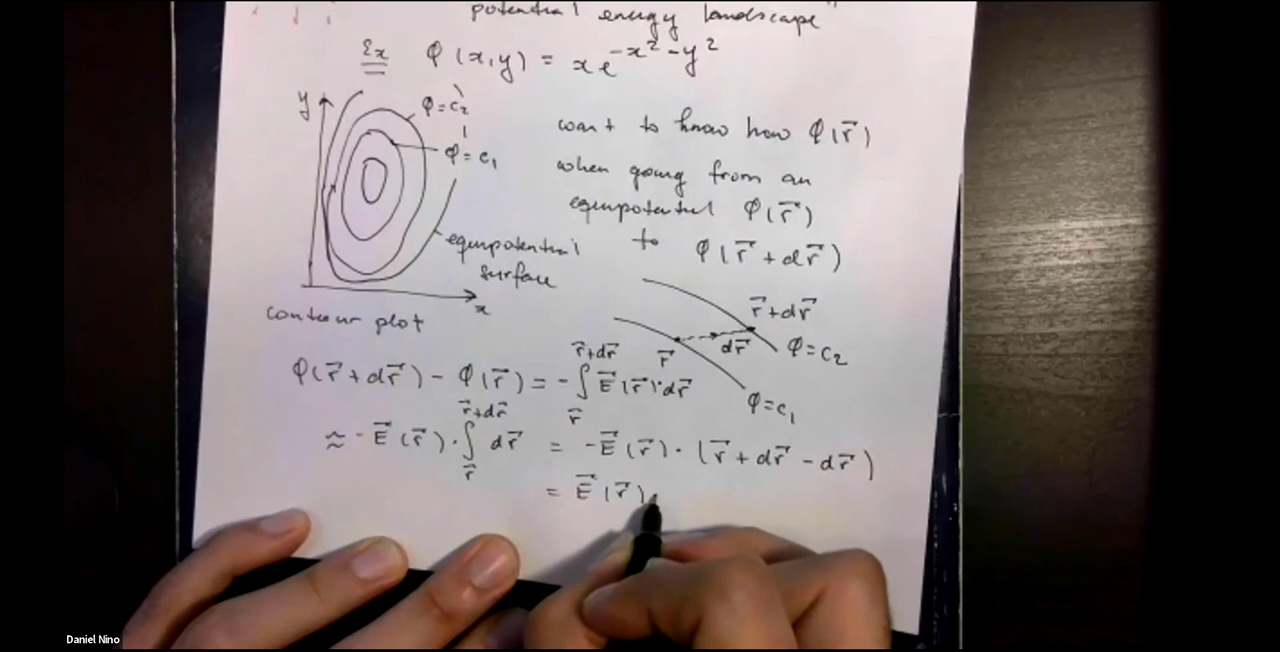 potential energy landscape"
Ex φ(x,y) = x e^{-x²-y²}
y
φ=c₂
φ=c₁
want to know how φ(r⃗)
when going from an
equipotential φ(r⃗)
to φ(r⃗+dr⃗)
equipotential
surface
x
contour plot
r⃗+dr⃗
r⃗
dr⃗
φ=c₂
φ=c₁
φ(r⃗+dr⃗) - φ(r⃗) = -∫_{r⃗}^{r⃗+dr⃗} E⃗(r⃗)·dr⃗
≈ -E⃗(r⃗)·∫_{r⃗}^{r⃗+dr⃗} dr⃗ = -E⃗(r⃗)·(r⃗+dr⃗-dr⃗)
= E⃗(r⃗)
Daniel Nino